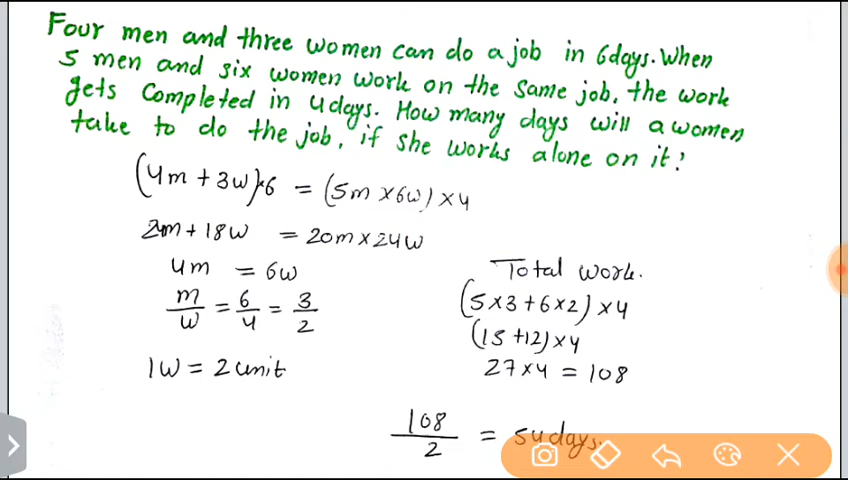 Four men and three women can do a job in 6days. When
5 men and six women work on the same job, the work
gets completed in 4days. How many days will a women
take to do the job, if she works alone on it?
(4m + 3w)×6 = (5m × 6w) × 4
24m + 18w = 20m × 24w
4m = 6w
m/w = 6/4 = 3/2
1w = 2 unit
Total work.
(5×3 + 6×2) × 4
(15 + 12) × 4
27 × 4 = 108
108/2 = 54 days.